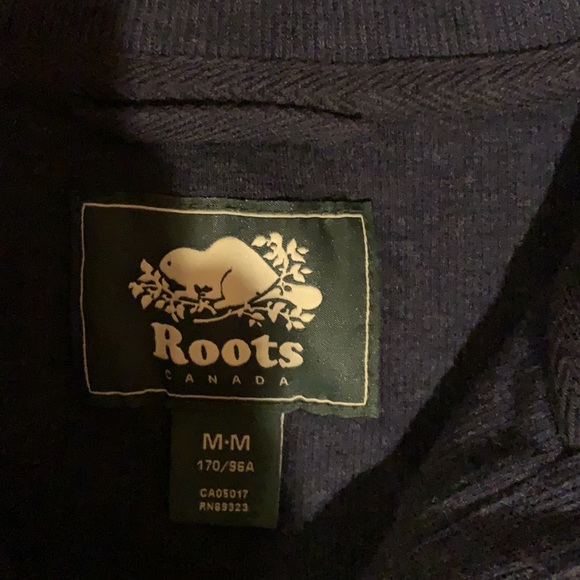 Roots
CANADA
M·M
170/96A
CA05017
RN89323